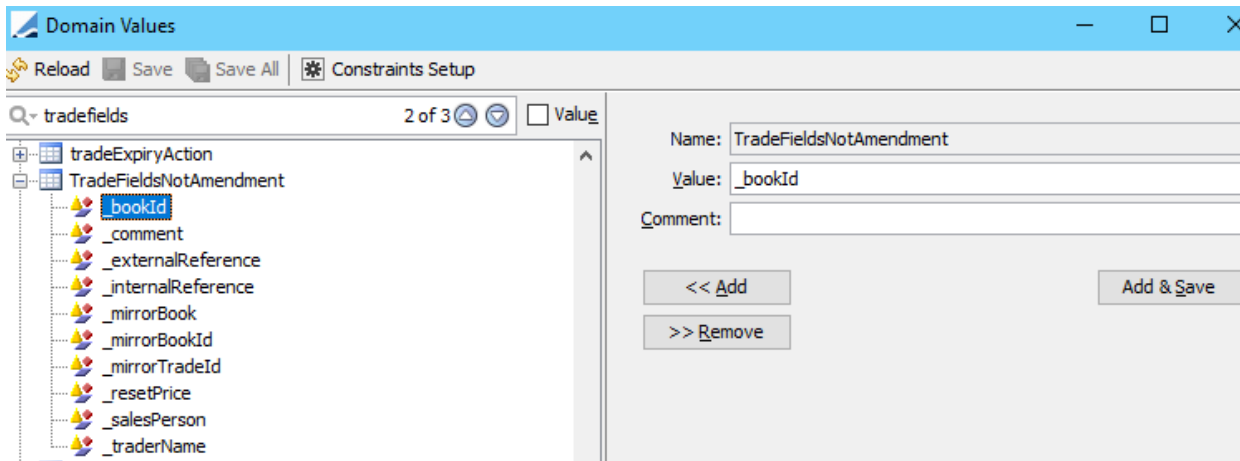 Domain Values
Reload Save Save All Constraints Setup
tradefields 2 of 3 Value
tradeExpiryAction
TradeFieldsNotAmendment
_bookId
_comment
_externalReference
_internalReference
_mirrorBook
_mirrorBookId
_mirrorTradeId
_resetPrice
_salesPerson
_traderName
Name: TradeFieldsNotAmendment
Value: _bookId
Comment:
<< Add Add & Save
>> Remove